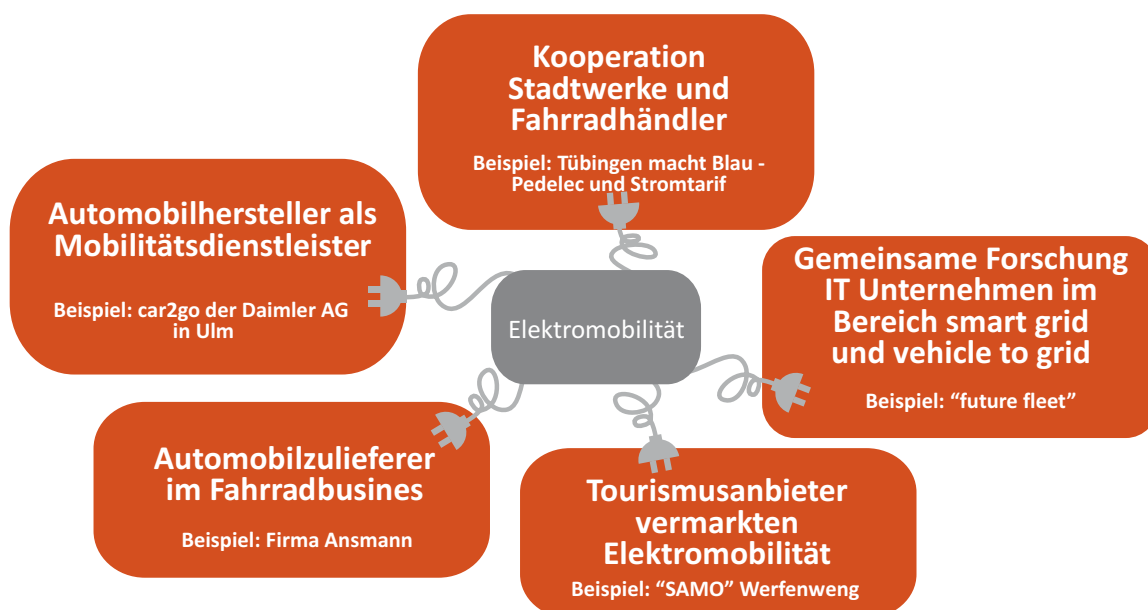 Kooperation
Stadtwerke und
Fahrradhändler
Beispiel: Tübingen macht Blau -
Pedelec und Stromtarif
Automobilhersteller als
Mobilitätsdienstleister
Beispiel: car2go der Daimler AG
in Ulm
Gemeinsame Forschung
IT Unternehmen im
Bereich smart grid
und vehicle to grid
Beispiel: “future fleet”
Elektromobilität
Automobilzulieferer
im Fahrradbusines
Beispiel: Firma Ansmann
Tourismusanbieter
vermarkten
Elektromobilität
Beispiel: “SAMO” Werfenweng